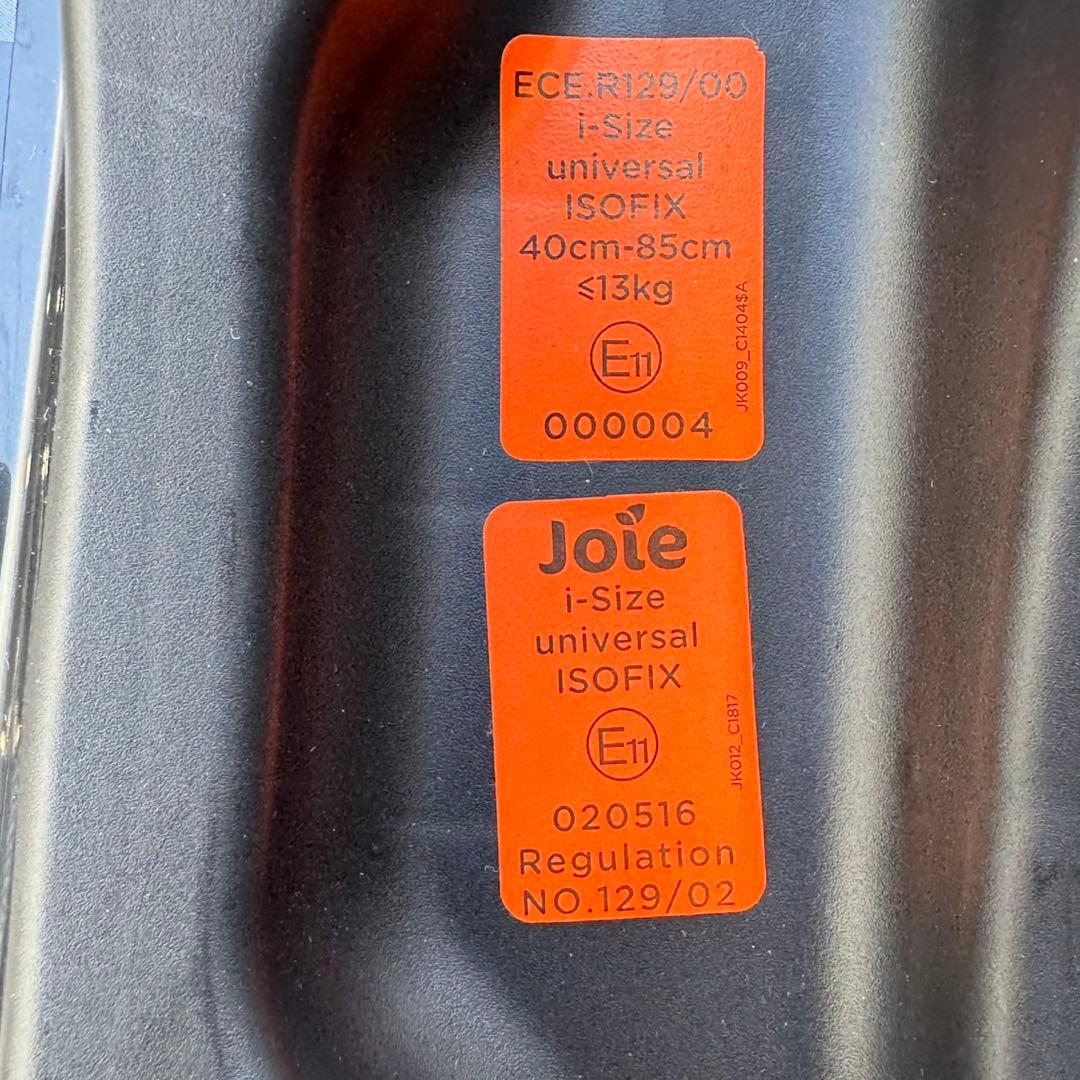 ECE.R129/00
i-Size
universal
ISOFIX
40cm-85cm
≤13kg
E11
000004
JK009_C1404$A
Joie
i-Size
universal
ISOFIX
E11
020516
Regulation
NO.129/02
JK012_C1817